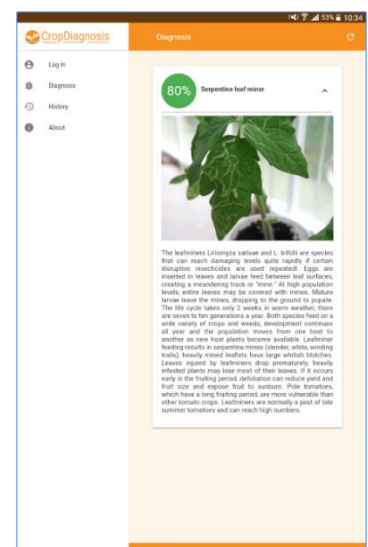 53% 10:34
CropDiagnosis
Diagnosis
Log In
Diagnosis
History
About
80%
Serpentine leaf miner
The leafminers Liriomyza sativae and L. trifolii are species
that can reach damaging levels quite rapidly if certain
disruptive insecticides are used repeatedl. Eggs are
inserted in leaves and larvae feed between leaf surfaces,
creating a meandering track or "mine." At high population
levels, entire leaves may be covered with mines. Mature
larvae leave the mines, dropping to the ground to pupate.
The life cycle takes only 2 weeks in warm weather; there
are seven to ten generations a year. Both species feed on a
wide variety of crops and weeds; development continues
all year and the population moves from one host to
another as new host plants become available. Leafminer
feeding results in serpentine mines (slender, white, winding
trails); heavily mined leaflets have large whitish blotches.
Leaves injured by leafminers drop prematurely; heavily
infested plants may lose most of their leaves. If it occurs
early in the fruiting period, defoliation can reduce yield and
fruit size and expose fruit to sunburn. Pole tomatoes,
which have a long fruiting period, are more vulnerable than
other tomato crops. Leafminers are normally a pest of late
summer tomatoes and can reach high numbers.